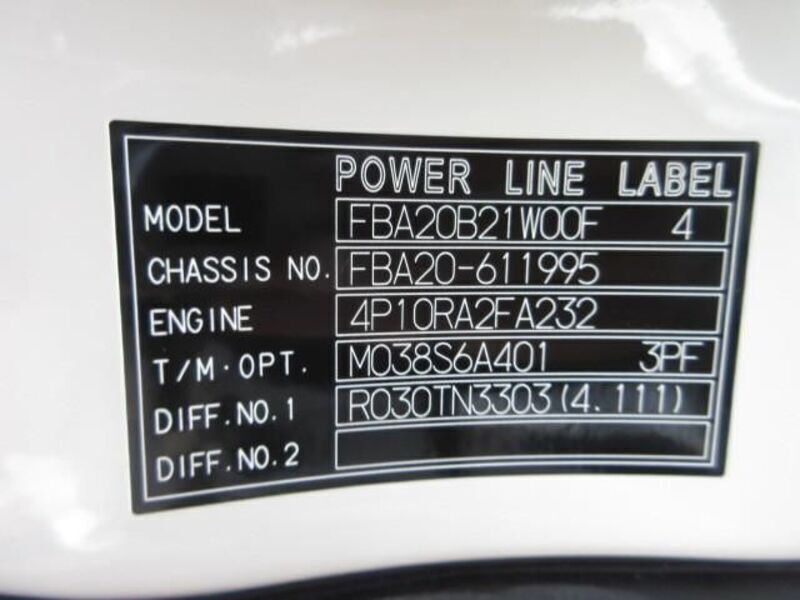 POWER LINE LABEL
MODEL FBA20B21W00F 4
CHASSIS NO. FBA20-611995
ENGINE 4P10RA2FA232
T/M·OPT. M038S6A401 3PF
DIFF.NO.1 R030TN3303(4.111)
DIFF.NO.2